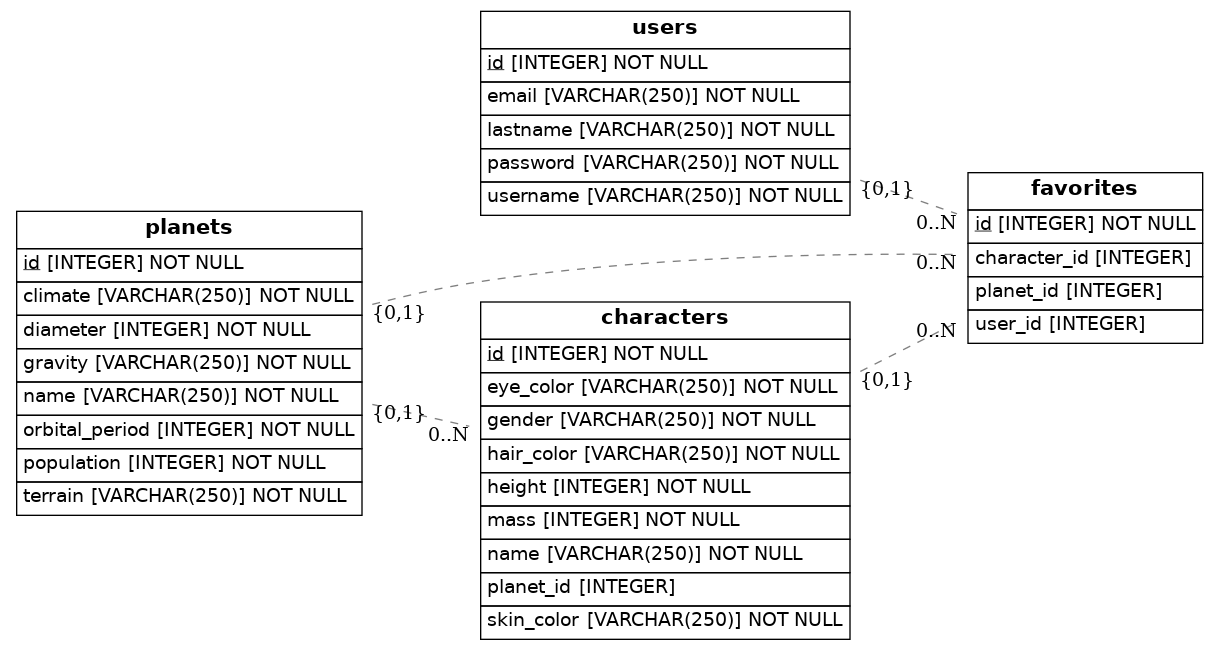 users
id [INTEGER] NOT NULL
email [VARCHAR(250)] NOT NULL
lastname [VARCHAR(250)] NOT NULL
password [VARCHAR(250)] NOT NULL
username [VARCHAR(250)] NOT NULL
{0,1}
0..N
favorites
id [INTEGER] NOT NULL
character_id [INTEGER]
planet_id [INTEGER]
user_id [INTEGER]
planets
id [INTEGER] NOT NULL
climate [VARCHAR(250)] NOT NULL
diameter [INTEGER] NOT NULL
gravity [VARCHAR(250)] NOT NULL
name [VARCHAR(250)] NOT NULL
orbital_period [INTEGER] NOT NULL
population [INTEGER] NOT NULL
terrain [VARCHAR(250)] NOT NULL
{0,1}
0..N
{0,1}
0..N
characters
id [INTEGER] NOT NULL
eye_color [VARCHAR(250)] NOT NULL
gender [VARCHAR(250)] NOT NULL
hair_color [VARCHAR(250)] NOT NULL
height [INTEGER] NOT NULL
mass [INTEGER] NOT NULL
name [VARCHAR(250)] NOT NULL
planet_id [INTEGER]
skin_color [VARCHAR(250)] NOT NULL
0..N
{0,1}